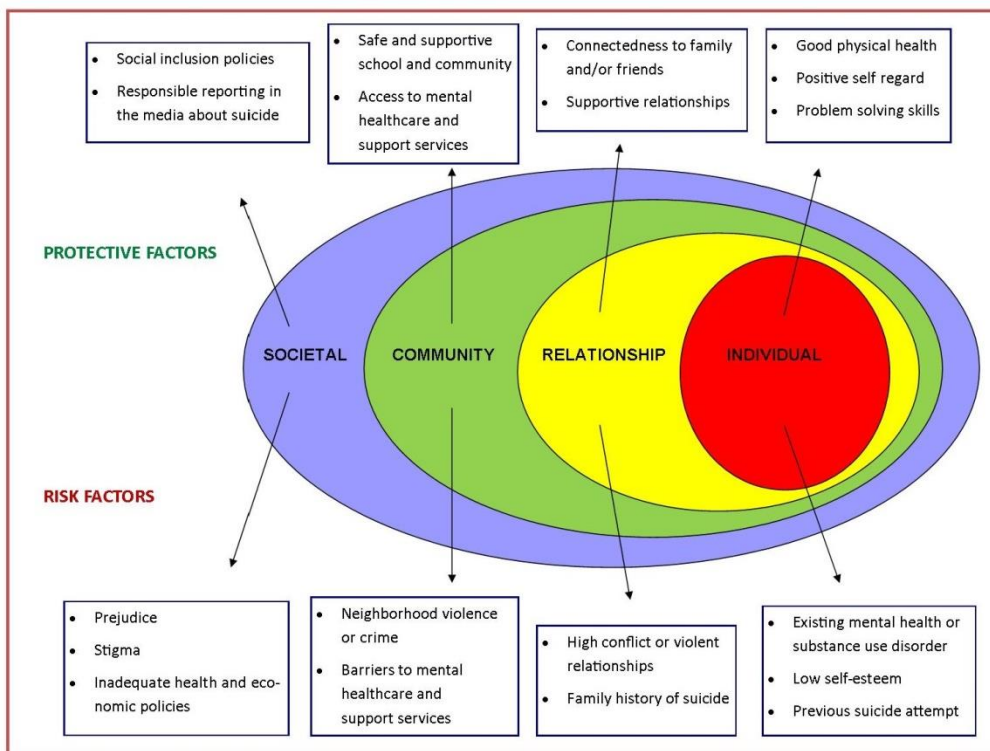 • Social inclusion policies
• Responsible reporting in
the media about suicide
• Safe and supportive
school and community
• Access to mental
healthcare and
support services
• Connectedness to family
and/or friends
• Supportive relationships
• Good physical health
• Positive self regard
• Problem solving skills
PROTECTIVE FACTORS
SOCIETAL
COMMUNITY
RELATIONSHIP
INDIVIDUAL
RISK FACTORS
• Prejudice
• Stigma
• Inadequate health and eco-
nomic policies
• Neighborhood violence
or crime
• Barriers to mental
healthcare and
support services
• High conflict or violent
relationships
• Family history of suicide
• Existing mental health or
substance use disorder
• Low self-esteem
• Previous suicide attempt